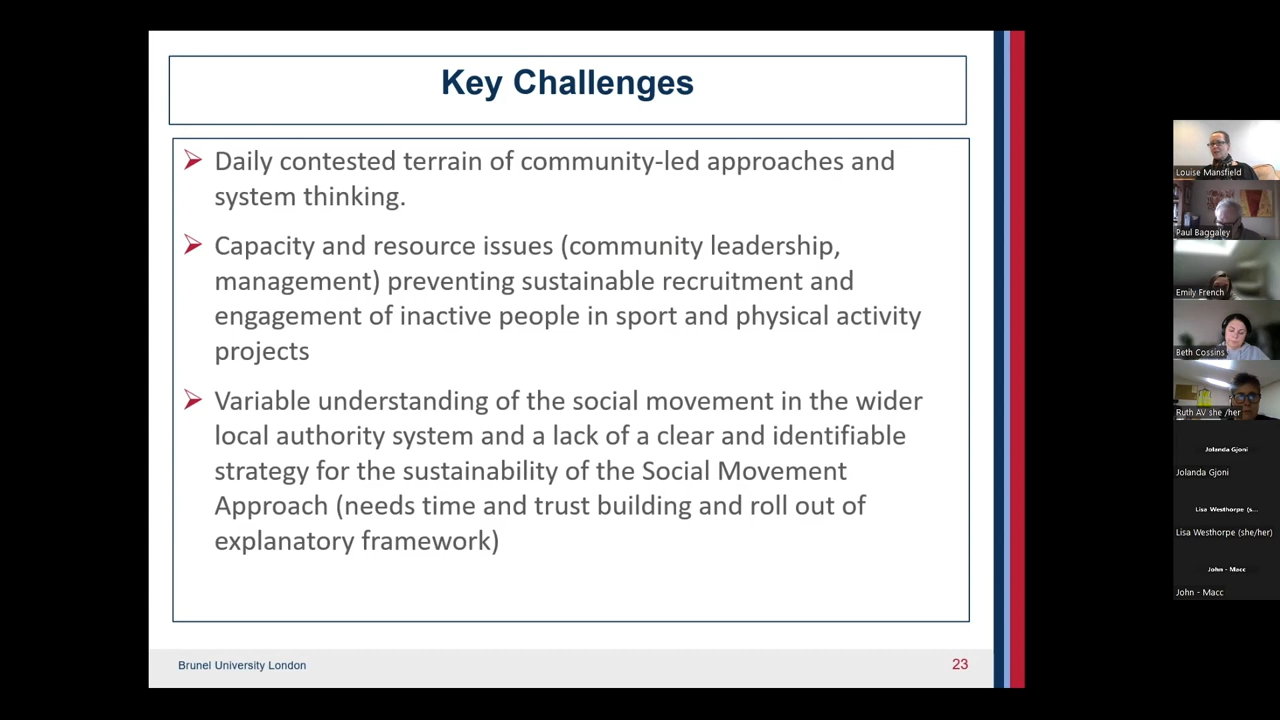 Key Challenges
Daily contested terrain of community-led approaches and
system thinking.
Capacity and resource issues (community leadership,
management) preventing sustainable recruitment and
engagement of inactive people in sport and physical activity
projects
Variable understanding of the social movement in the wider
local authority system and a lack of a clear and identifiable
strategy for the sustainability of the Social Movement
Approach (needs time and trust building and roll out of
explanatory framework)
Brunel University London
23
Louise Mansfield
Paul Baggaley
Emily French
Beth Cossins
Ruth AV she /her
Jolanda Gjoni
Jolanda Gjoni
Lisa Westhorpe (s...
Lisa Westhorpe (she/her)
John - Macc
John - Macc